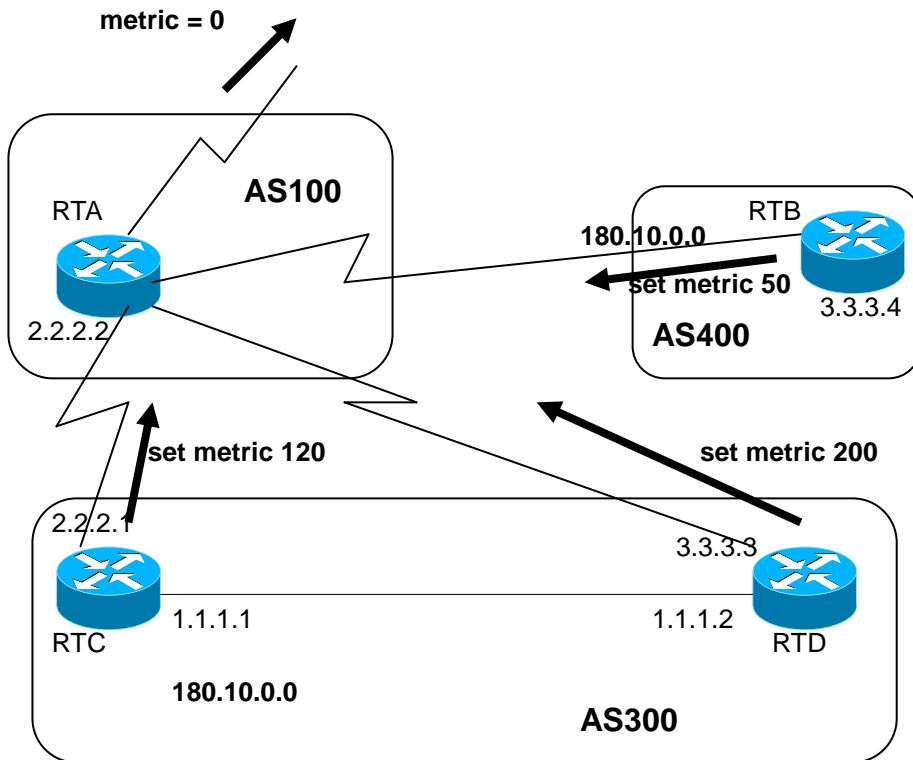 metric = 0
AS100
RTA
RTB
180.10.0.0
set metric 50
3.3.3.4
2.2.2.2
AS400
set metric 120
set metric 200
2.2.2.1
3.3.3.3
1.1.1.1
1.1.1.2
RTC
RTD
180.10.0.0
AS300